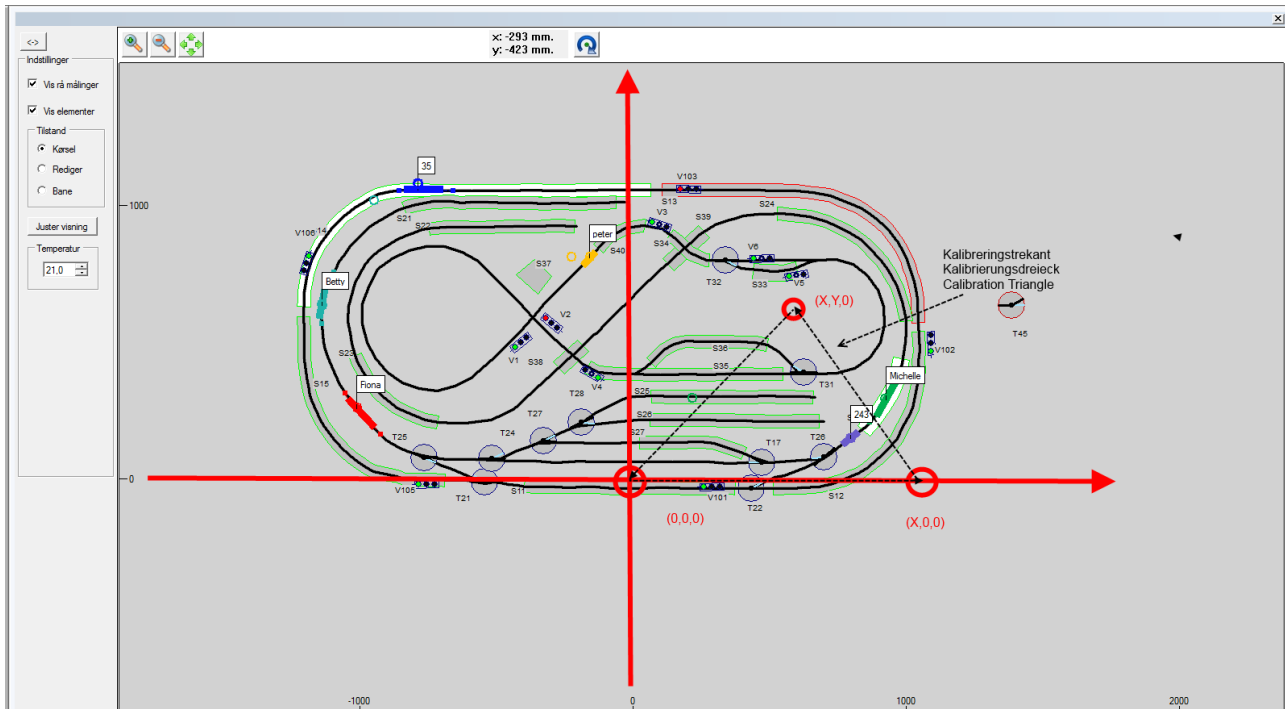 <->
Indstillinger
Vis rå målinger
Vis elementer
Tilstand
Kørsel
Rediger
Bane
Juster visning
Temperatur
21,0
x: -293 mm.
y: -423 mm.
35
V103
S13
S39
S24
S21
V3
1000
S22
peter
S34
V106
14
S40
V6
S37
Kalibreringstrekant
Kalibrierungsdreieck
Calibration Triangle
Betty
T32
S33
V5
(X,Y,0)
V2
T45
S36
V102
S23
V1
S38
S35
S15
Fiona
V4
T31
Michelle
T28
S25
T27
S26
243
S
T25
T24
S27
T17
T26
0
V105
T21
S11
V101
T22
S12
(0,0,0)
(X,0,0)
-1000
0
1000
2000